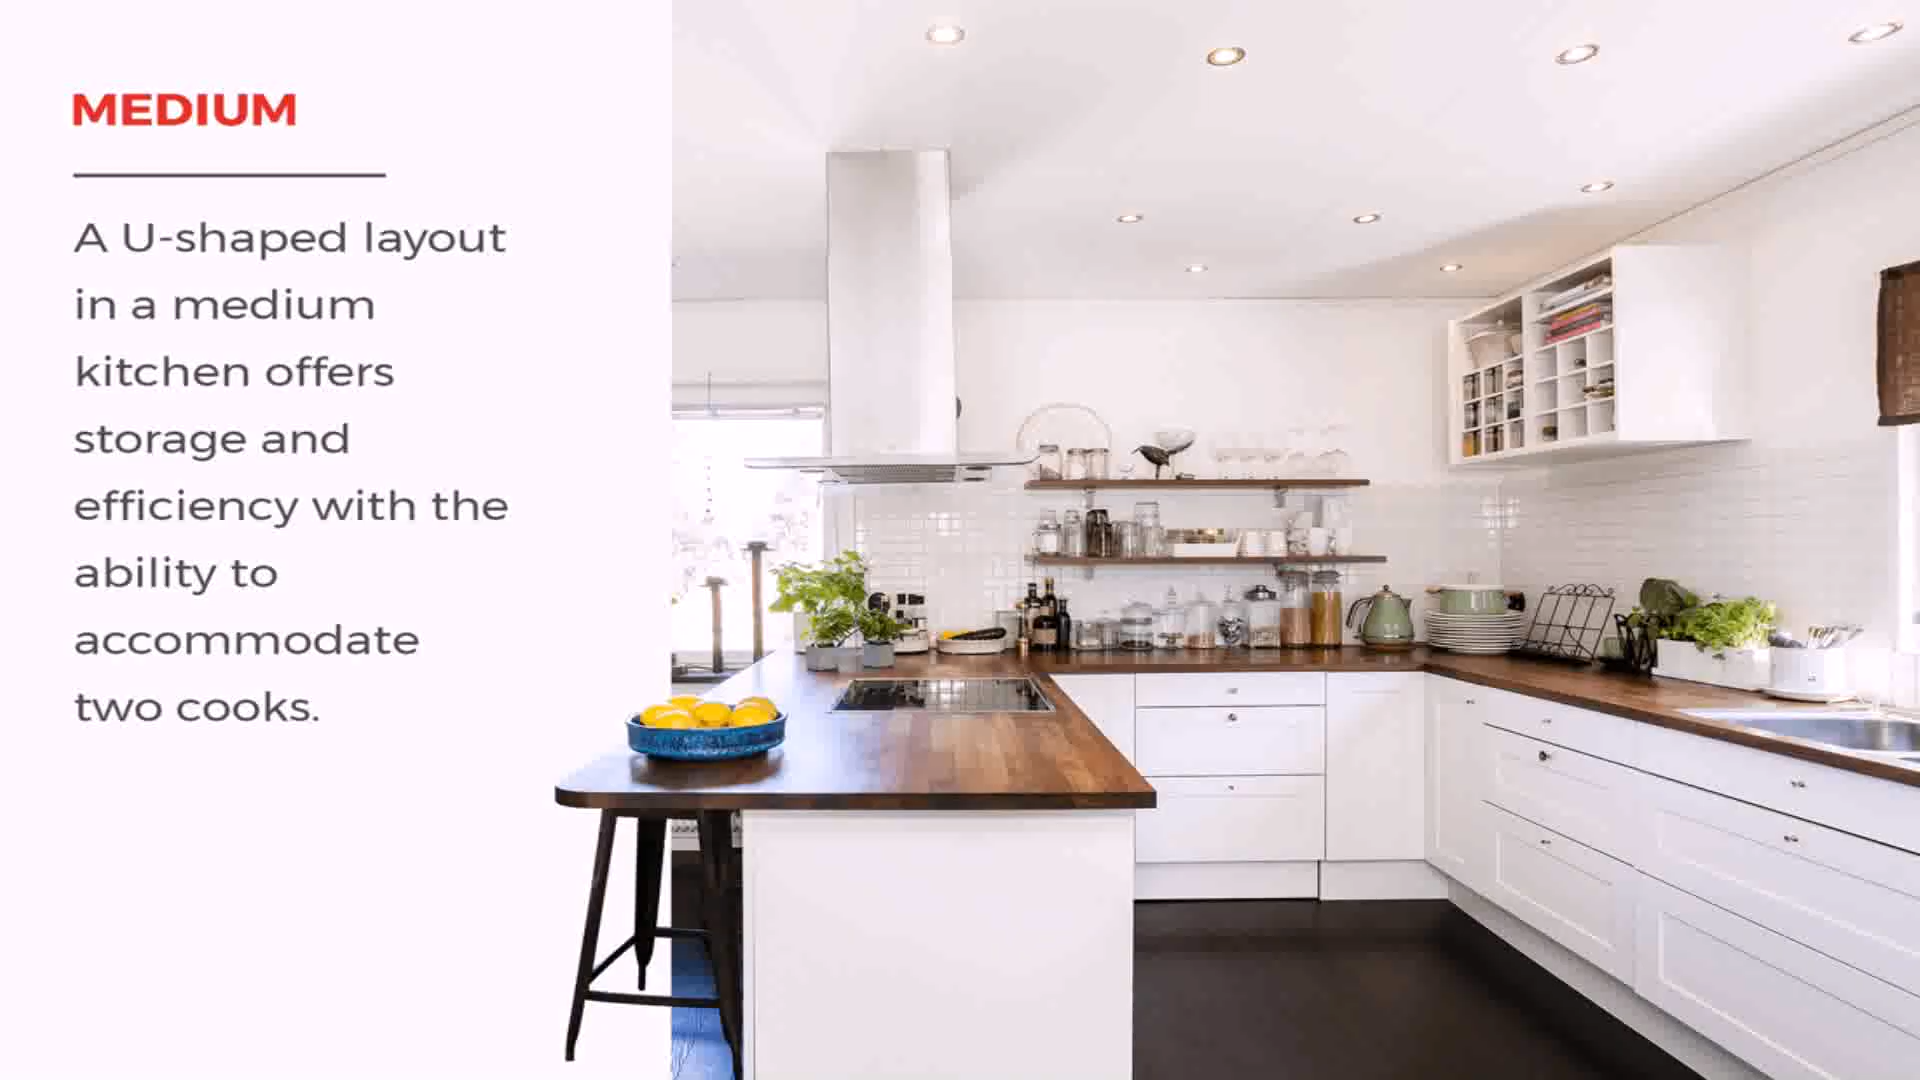 MEDIUM
A U-shaped layout
in a medium
kitchen offers
storage and
efficiency with the
ability to
accommodate
two cooks.